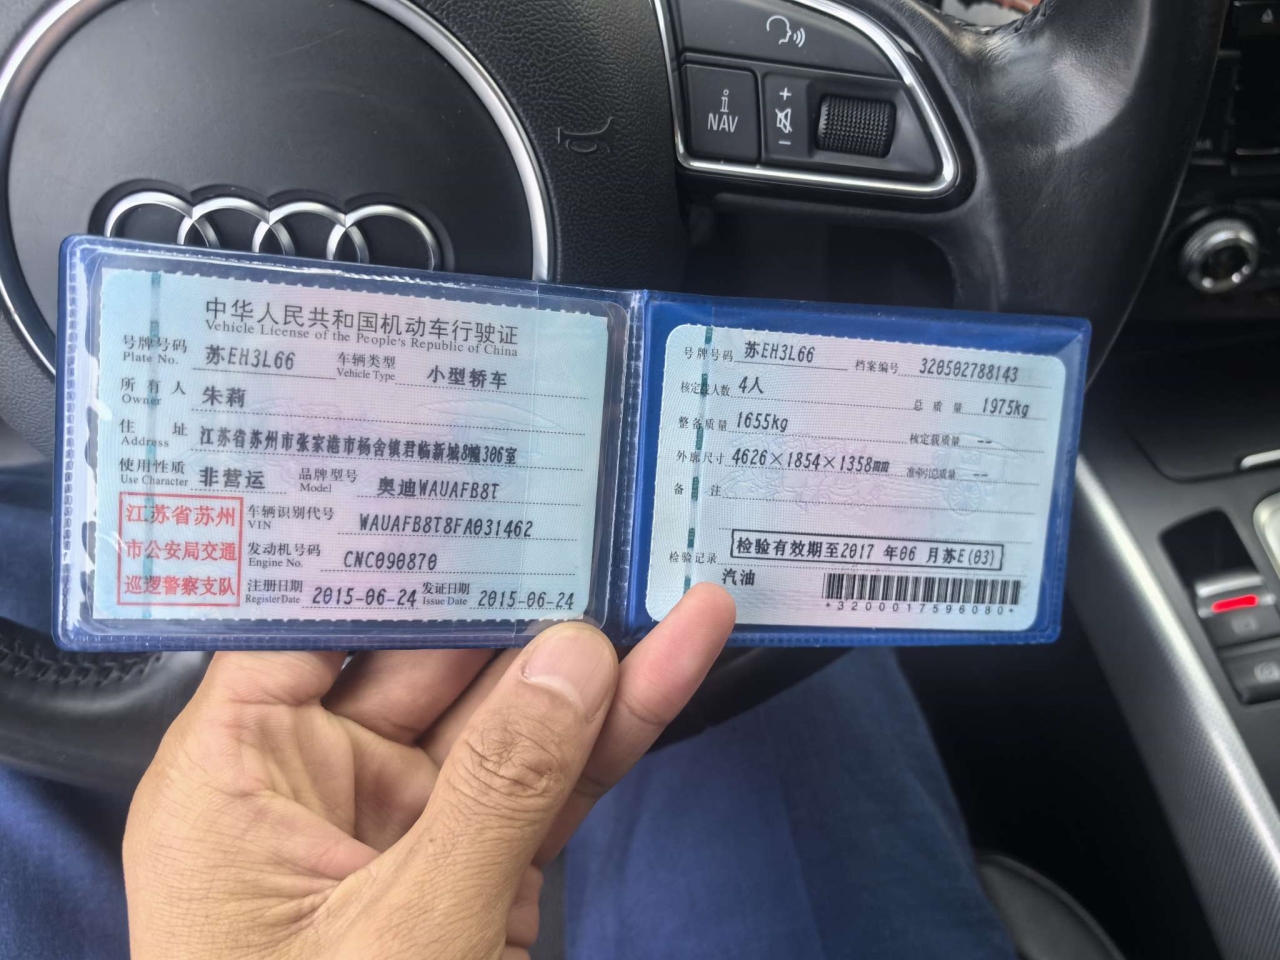 NAV
中华人民共和国机动车行驶证
Vehicle License of the People's Republic of China
号牌号码 苏EH3L66 车辆类型 小型轿车
Plate No. Vehicle Type
所有人 朱莉
Owner
住址 江苏省苏州市张家港市杨舍镇君临新城8幢306室
Address
使用性质 非营运 品牌型号 奥迪WAUAFB8T
Use Character Model
江苏省苏州
市公安局交通
巡逻警察支队
车辆识别代号 WAUAFB8T8FA031462
VIN
发动机号码 CNC090870
Engine No.
注册日期 2015-06-24 发证日期 2015-06-24
Register Date Issue Date
号牌号码 苏EH3L66 档案编号 320502788143
核定载人数 4人 总质量 1975kg
整备质量 1655kg 核定载质量 --
外廓尺寸 4626×1854×1358mm 准牵引总质量 --
备注
检验记录 检验有效期至2017年06月苏E(03)
汽油
*3200017596080*